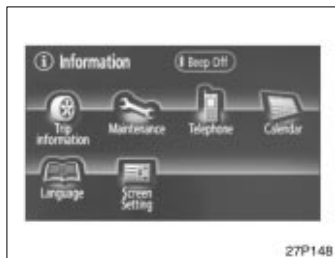 i Information
i Beep Off
Trip information
Maintenance
Telephone
Calendar
Language
Screen Setting
27P148